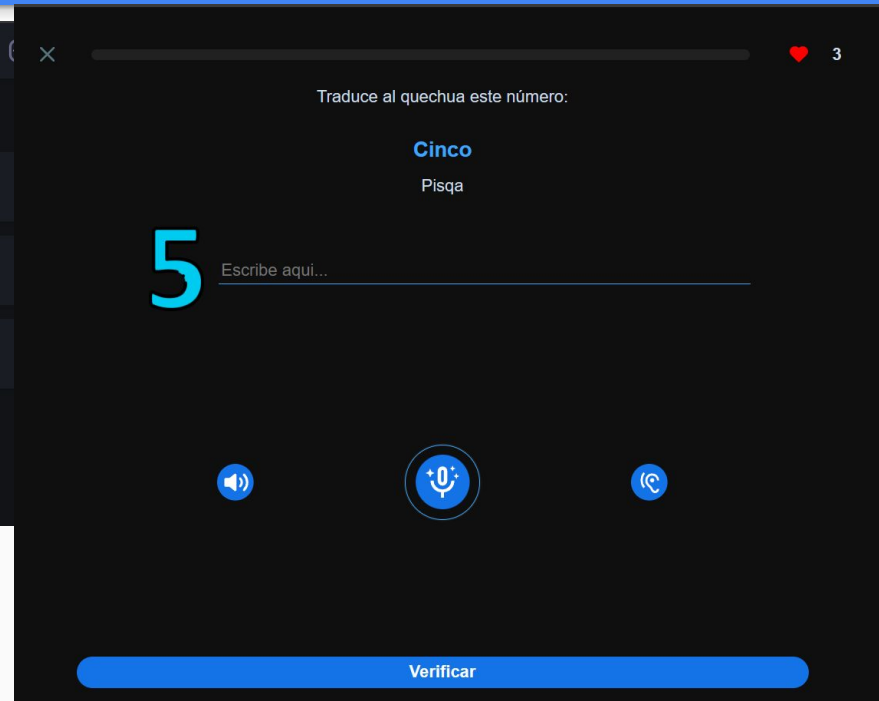 3
Traduce al quechua este número:
Cinco
Pisqa
5
Escribe aqui...
Verificar